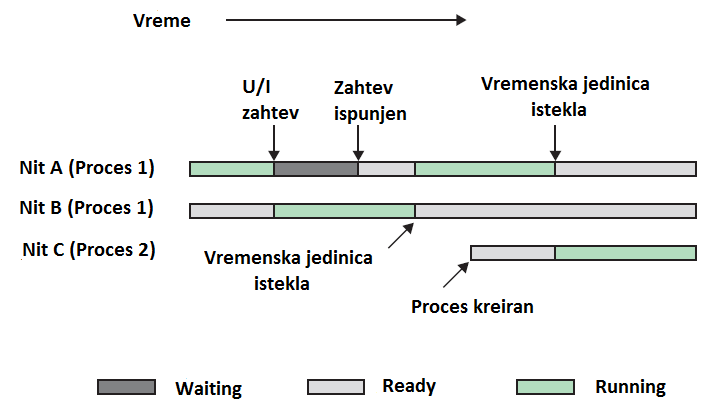 Vreme
U/I
zahtev
Zahtev
ispunjen
Vremenska jedinica
istekla
Nit A (Proces 1)
Nit B (Proces 1)
Nit C (Proces 2)
Vremenska jedinica
istekla
Proces kreiran
Waiting
Ready
Running